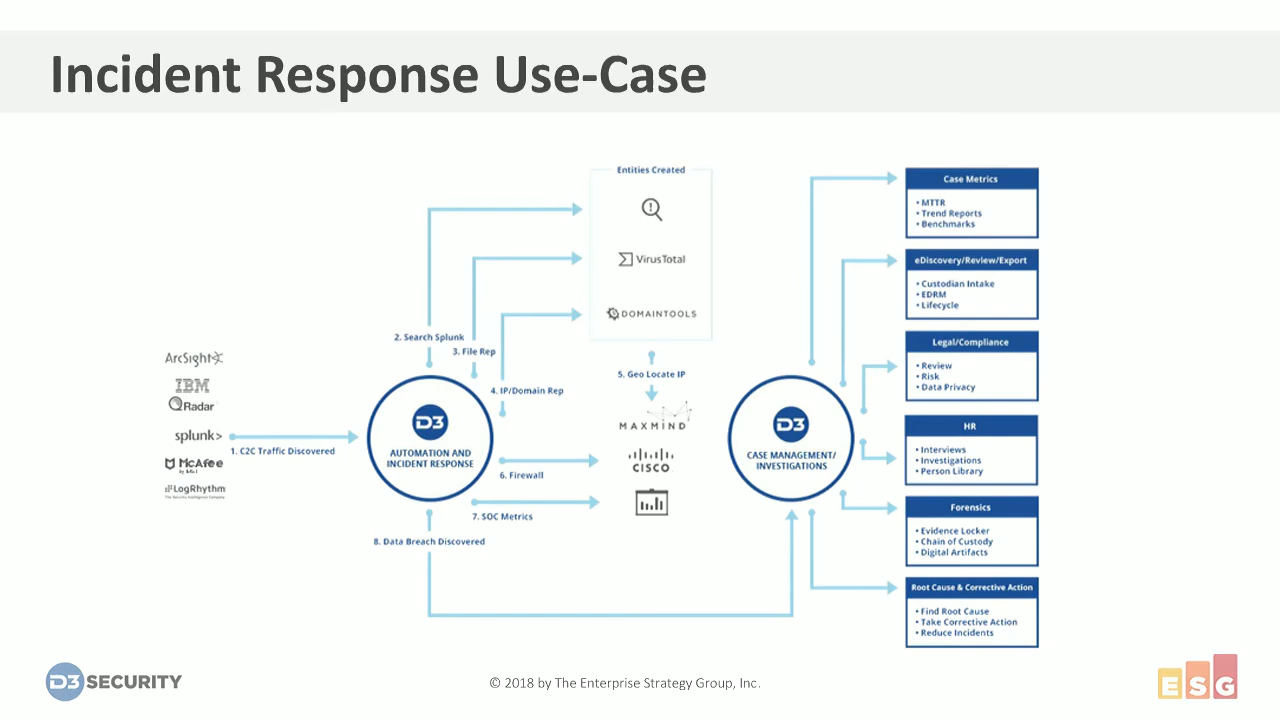 Incident Response Use-Case
Entities Created
VirusTotal
DOMAINTOOLS
2. Search Splunk
3. File Rep
4. IP/Domain Rep
5. Geo Locate IP
ArcSight
IBM
QRadar
splunk>
McAfee
LogRhythm
The Security Intelligence Company
1. C2C Traffic Discovered
D3
AUTOMATION AND
INCIDENT RESPONSE
MAXMIND
CISCO
6. Firewall
7. SOC Metrics
8. Data Breach Discovered
D3
CASE MANAGEMENT/
INVESTIGATIONS
Case Metrics
• MTTR
• Trend Reports
• Benchmarks
eDiscovery/Review/Export
• Custodian Intake
• EDRM
• Lifecycle
Legal/Compliance
• Review
• Risk
• Data Privacy
HR
• Interviews
• Investigations
• Person Library
Forensics
• Evidence Locker
• Chain of Custody
• Digital Artifacts
Root Cause & Corrective Action
• Find Root Cause
• Take Corrective Action
• Reduce Incidents
D3 SECURITY
© 2018 by The Enterprise Strategy Group, Inc.
ESG